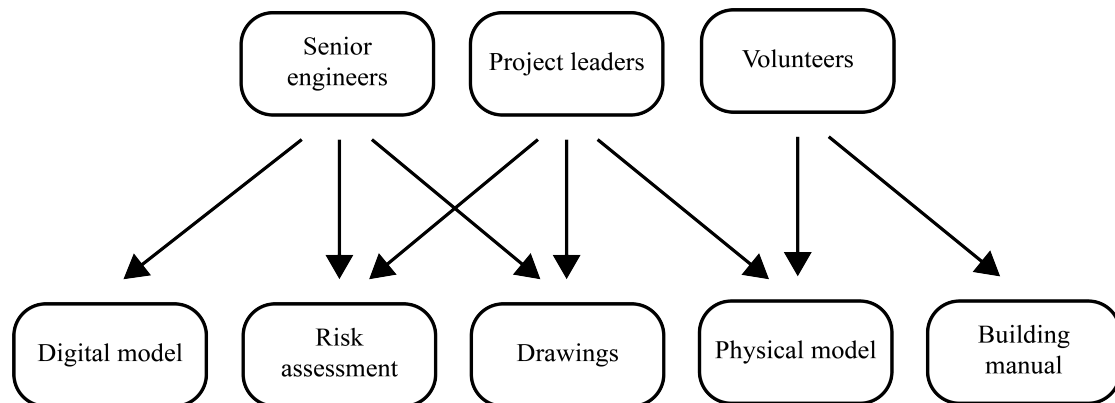 Senior
engineers
Project leaders
Volunteers
Digital model
Risk
assessment
Drawings
Physical model
Building
manual